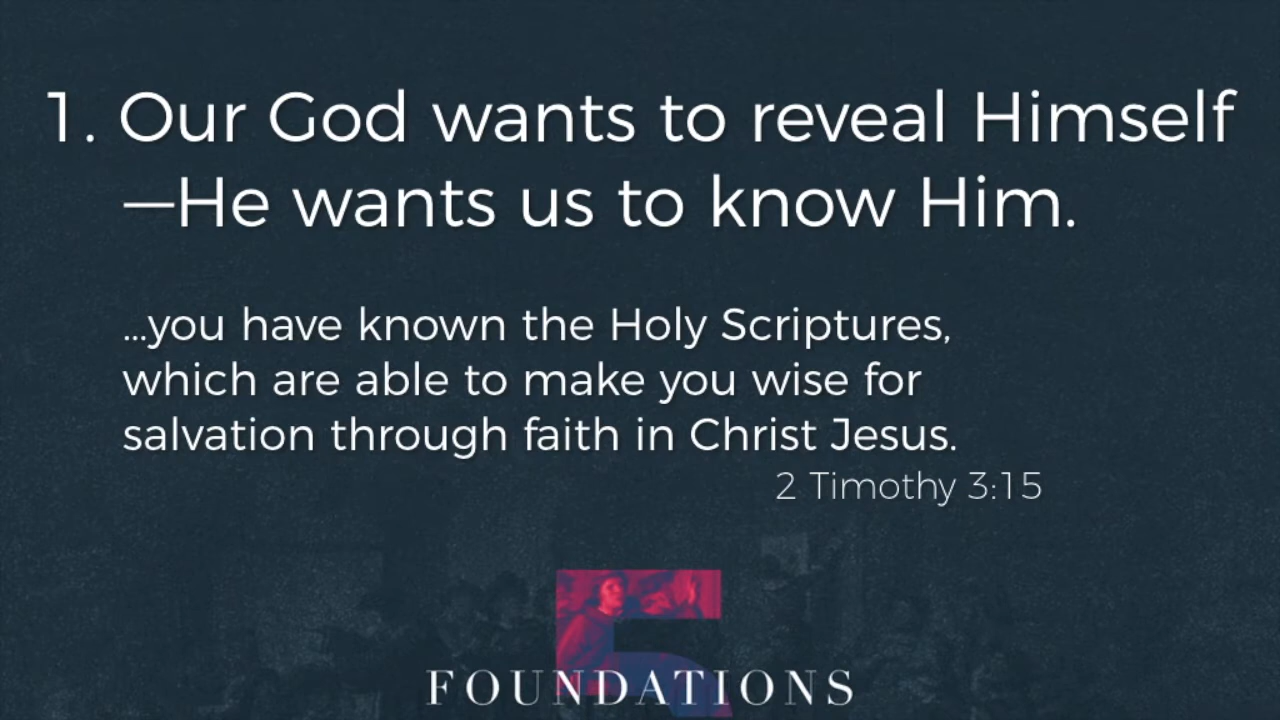 1. Our God wants to reveal Himself
—He wants us to know Him.
...you have known the Holy Scriptures,
which are able to make you wise for
salvation through faith in Christ Jesus.
2 Timothy 3:15
5
FOUNDATIONS